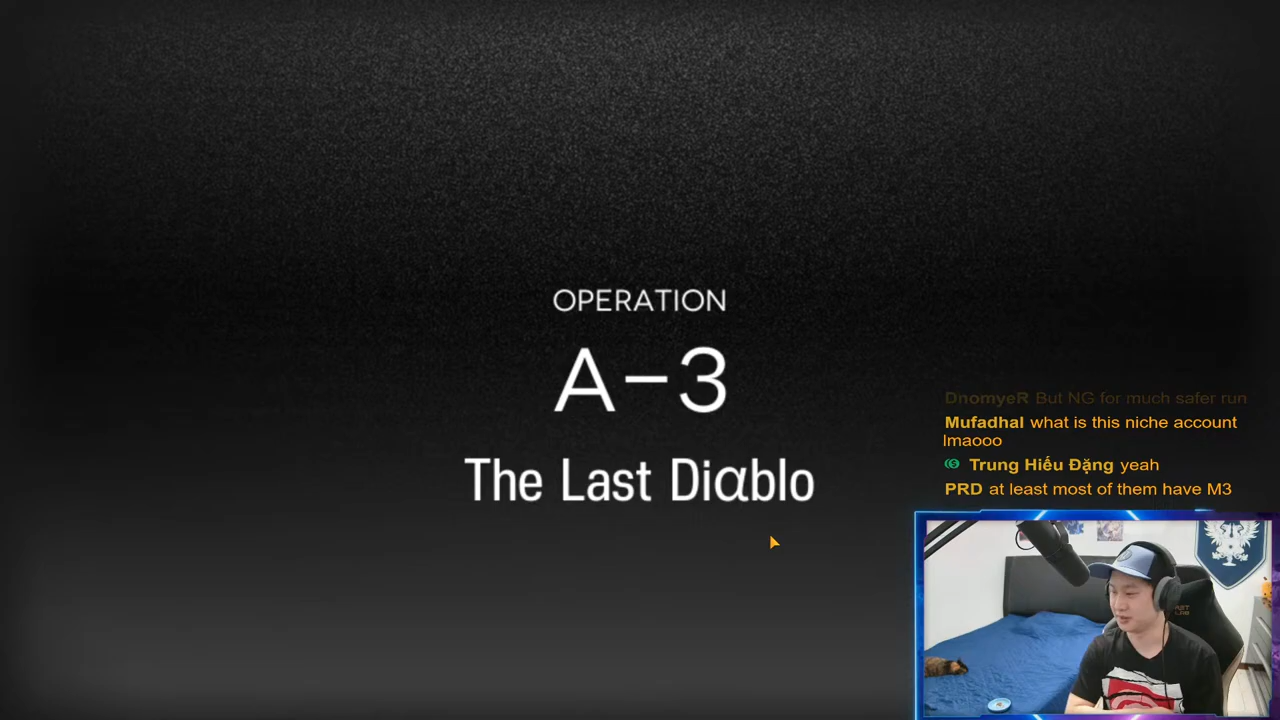 OPERATION
A-3
The Last Diαblo
DnomyeR But NG for much safer run
Mufadhal what is this niche account
lmaooo
Trung Hiếu Đặng yeah
PRD at least most of them have M3